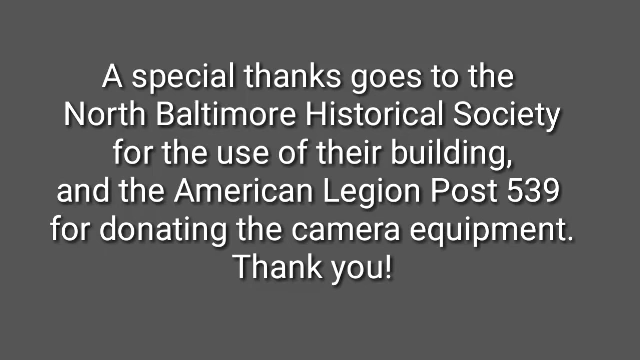 A special thanks goes to the
North Baltimore Historical Society
for the use of their building,
and the American Legion Post 539
for donating the camera equipment.
Thank you!